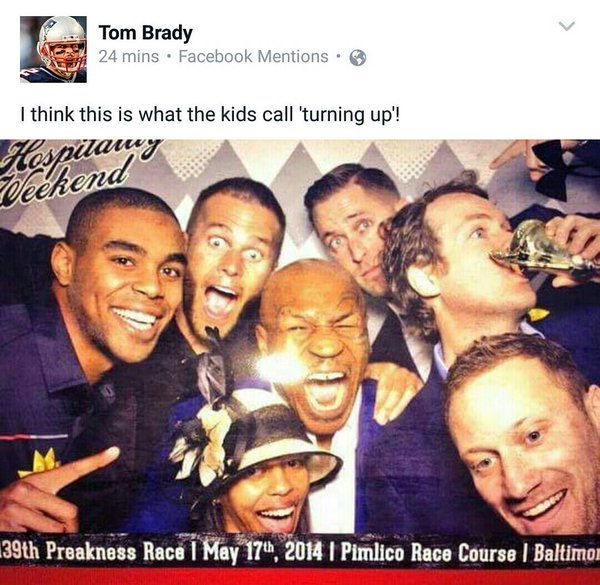 Tom Brady
24 mins • Facebook Mentions •
I think this is what the kids call 'turning up'!
Hospitality
Weekend
139th Preakness Race | May 17th, 2014 | Pimlico Race Course | Baltimor